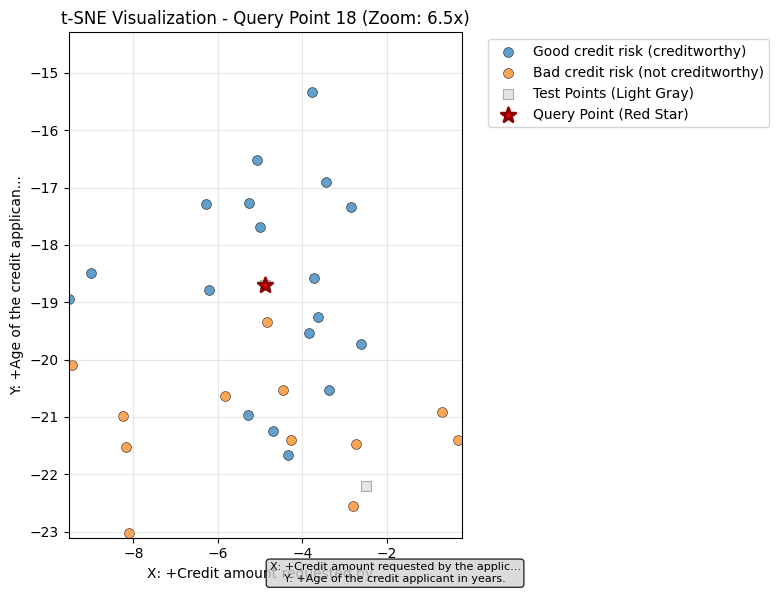 t-SNE Visualization - Query Point 18 (Zoom: 6.5x)
Good credit risk (creditworthy)
Bad credit risk (not creditworthy)
Test Points (Light Gray)
Query Point (Red Star)
Y: +Age of the credit applican...
−15
−16
−17
−18
−19
−20
−21
−22
−23
−8
−6
−4
−2
X: +Credit amount requested by
X: +Credit amount requested by the applic...
Y: +Age of the credit applicant in years.